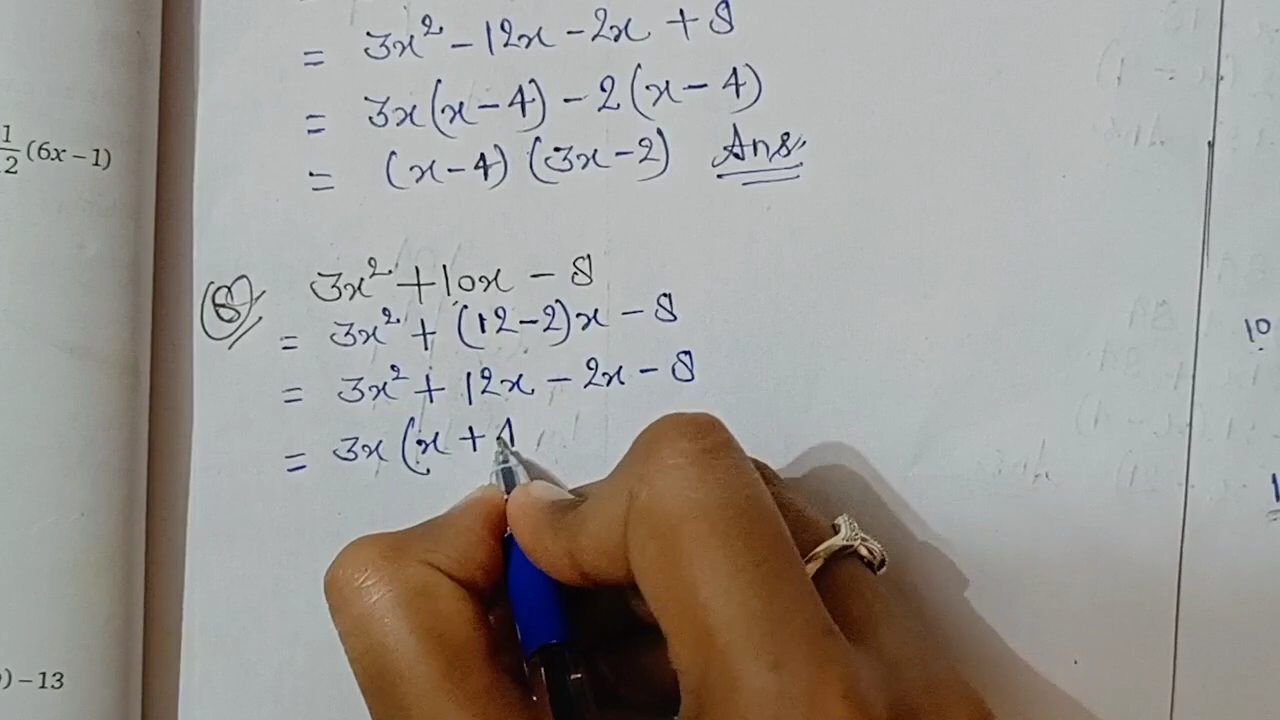 = 3x² - 12x - 2x + 8
= 3x(x - 4) - 2(x - 4)
= (x - 4) (3x - 2) Ans
1/2 (6x - 1)
3x² + 10x - 8
= 3x² + (12 - 2)x - 8
= 3x² + 12x - 2x - 8
= 3x (x + 4
10
) - 13